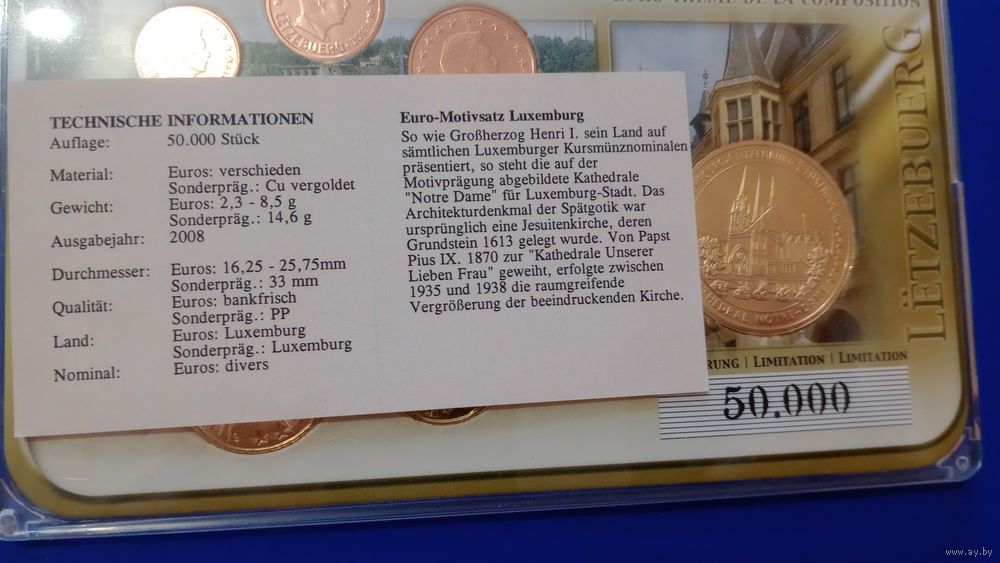 EURO THEME DE LA COMPOSITION
LËTZEBUERG
LËTZEBUERG
TECHNISCHE INFORMATIONEN
Auflage: 50.000 Stück
Material: Euros: verschieden
Sonderpräg.: Cu vergoldet
Gewicht: Euros: 2,3 - 8,5 g
Sonderpräg.: 14,6 g
Ausgabejahr: 2008
Durchmesser: Euros: 16,25 - 25,75mm
Sonderpräg.: 33 mm
Qualität: Euros: bankfrisch
Sonderpräg.: PP
Land: Euros: Luxemburg
Sonderpräg.: Luxemburg
Nominal: Euros: divers
Euro-Motivsatz Luxemburg
So wie Großherzog Henri I. sein Land auf
sämtlichen Luxemburger Kursmünznominalen
präsentiert, so steht die auf der
Motivprägung abgebildete Kathedrale
"Notre Dame" für Luxemburg-Stadt. Das
Architekturdenkmal der Spätgotik war
ursprünglich eine Jesuitenkirche, deren
Grundstein 1613 gelegt wurde. Von Papst
Pius IX. 1870 zur "Kathedrale Unserer
Lieben Frau" geweiht, erfolgte zwischen
1935 und 1938 die raumgreifende
Vergrößerung der beeindruckenden Kirche.
RUNG | LIMITATION | LIMITATION
50.000
www.ay.by